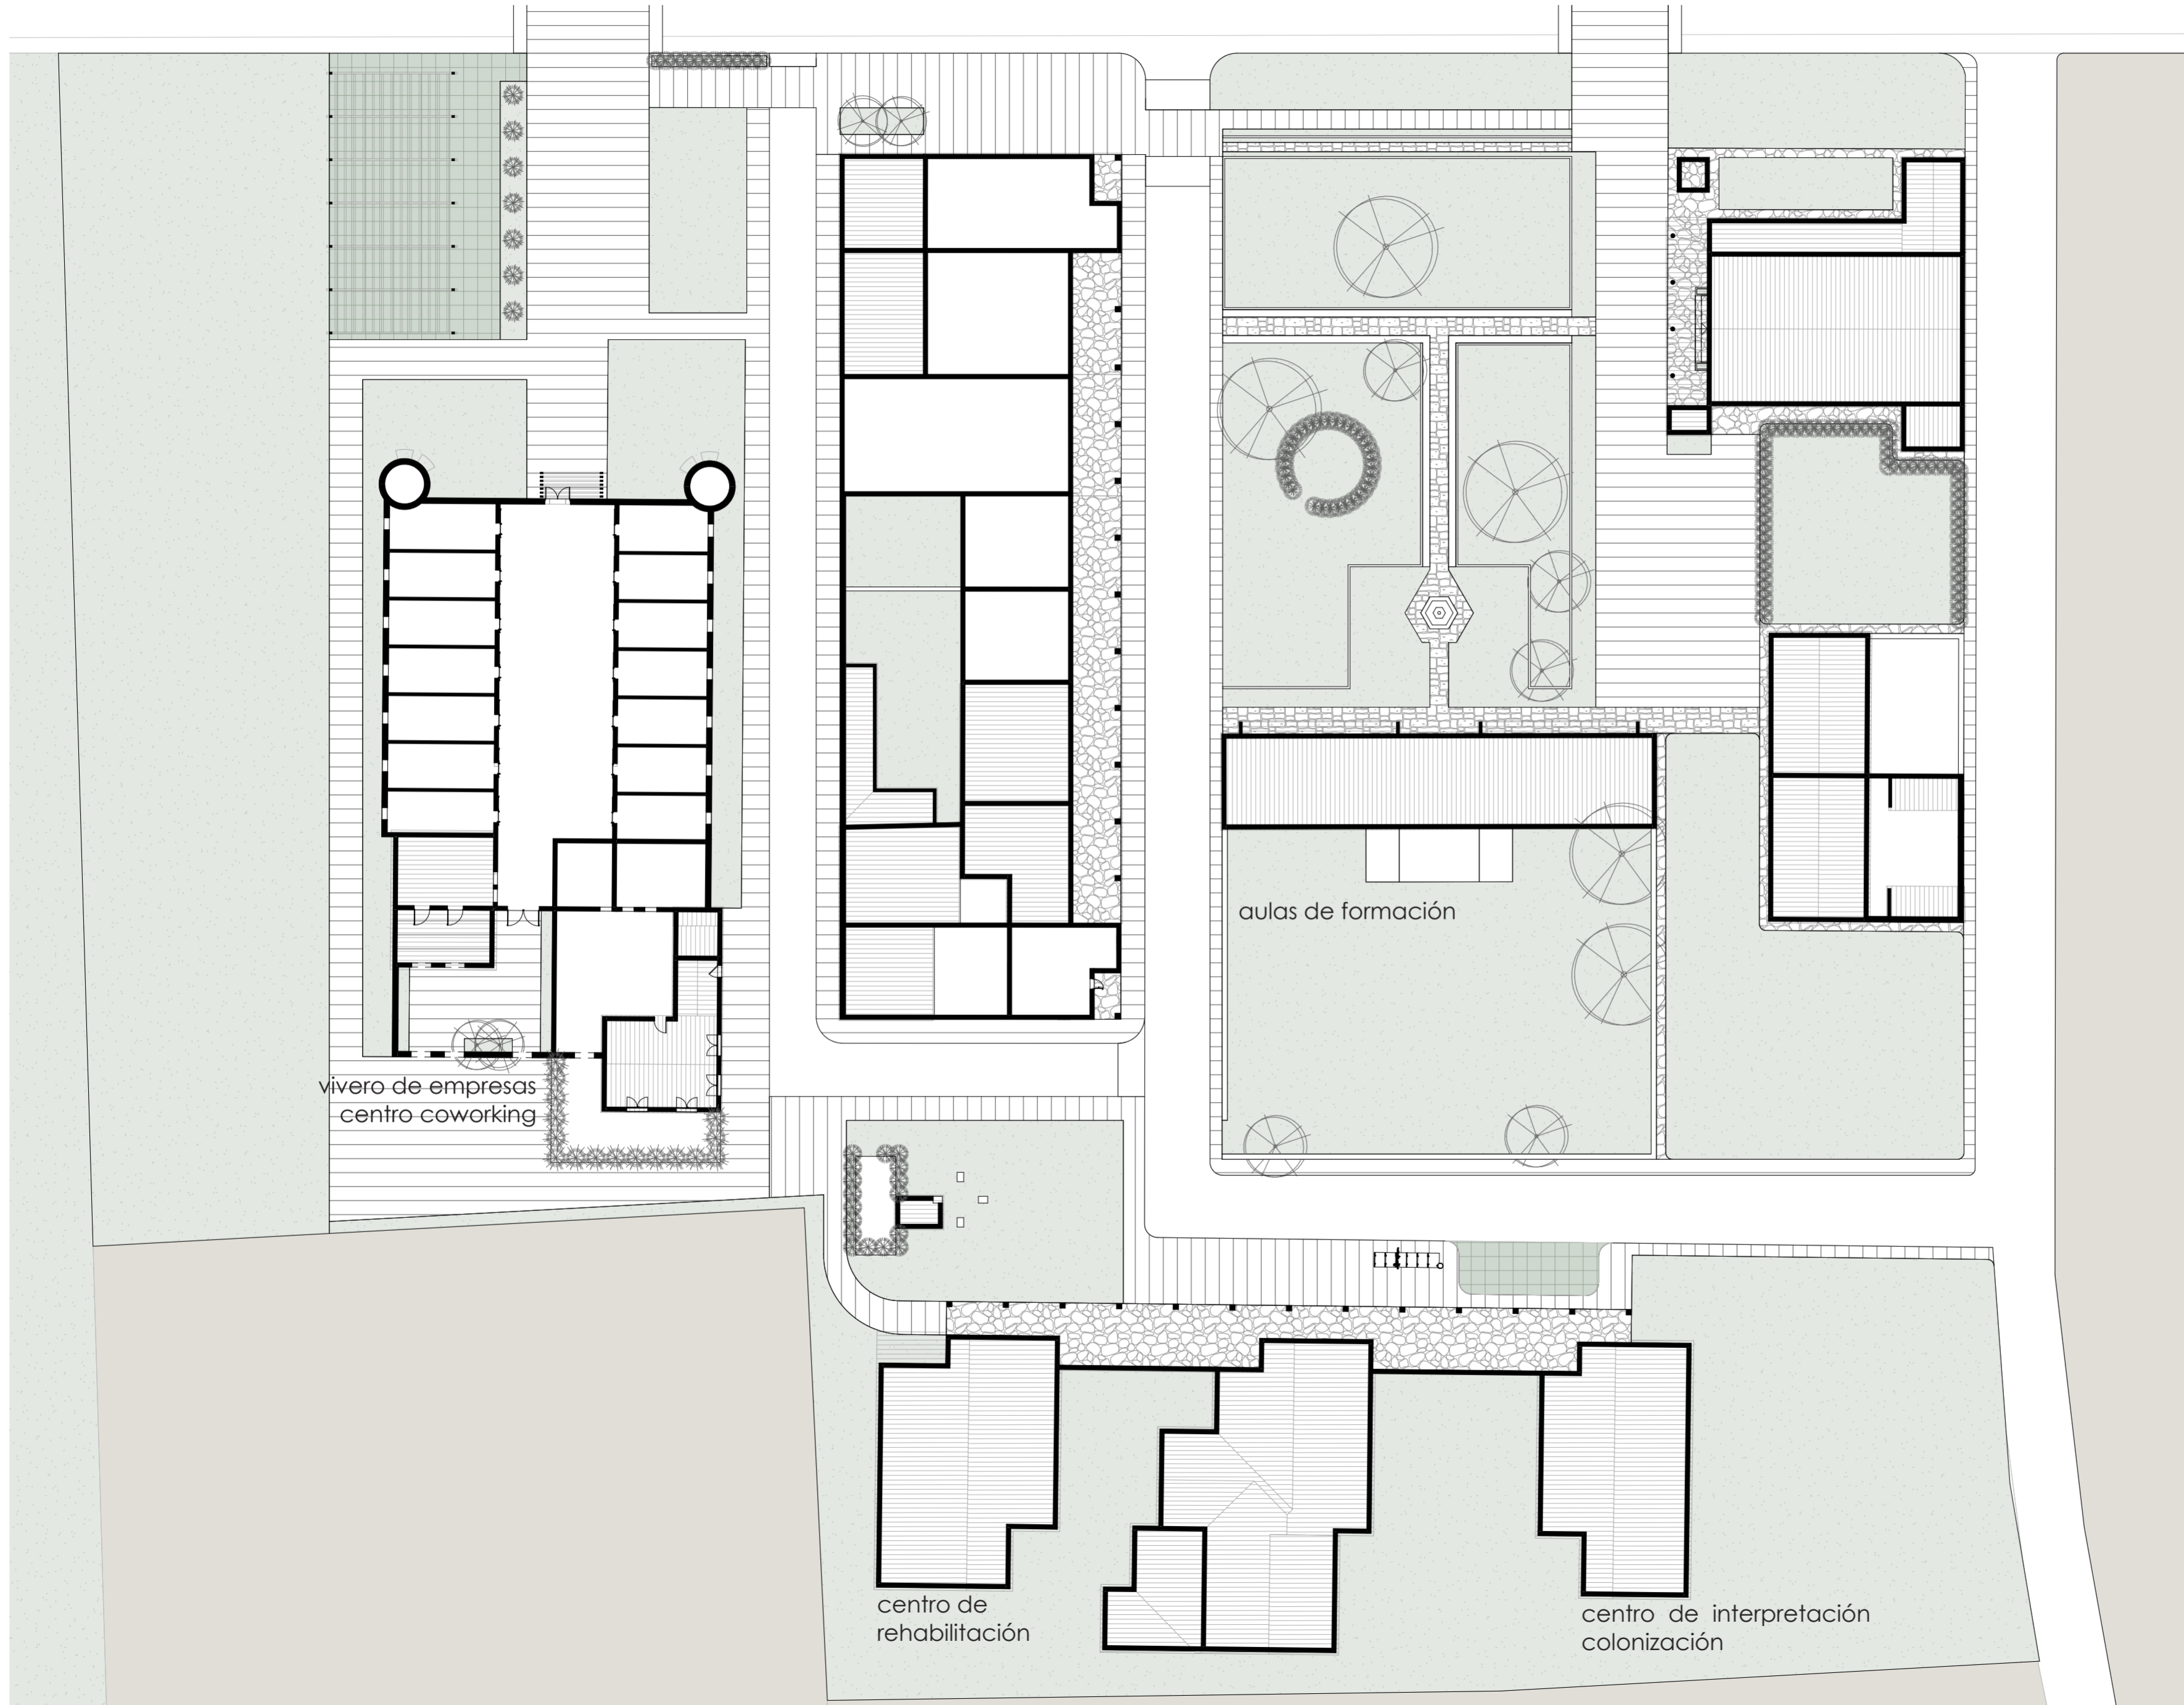 aulas de formación
vivero de empresas
centro coworking
centro de
rehabilitación
centro de interpretación
colonización